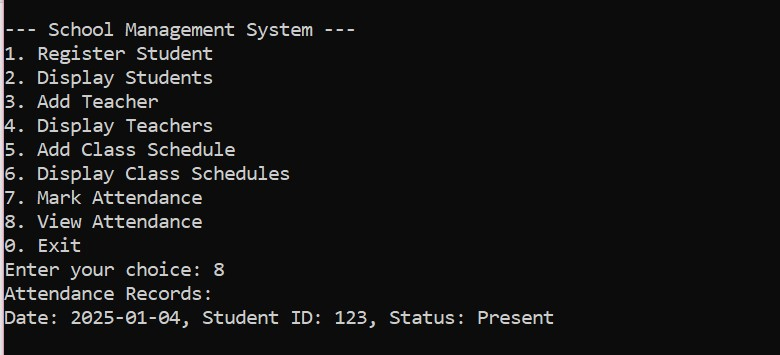 --- School Management System ---
1. Register Student
2. Display Students
3. Add Teacher
4. Display Teachers
5. Add Class Schedule
6. Display Class Schedules
7. Mark Attendance
8. View Attendance
0. Exit
Enter your choice: 8
Attendance Records:
Date: 2025-01-04, Student ID: 123, Status: Present